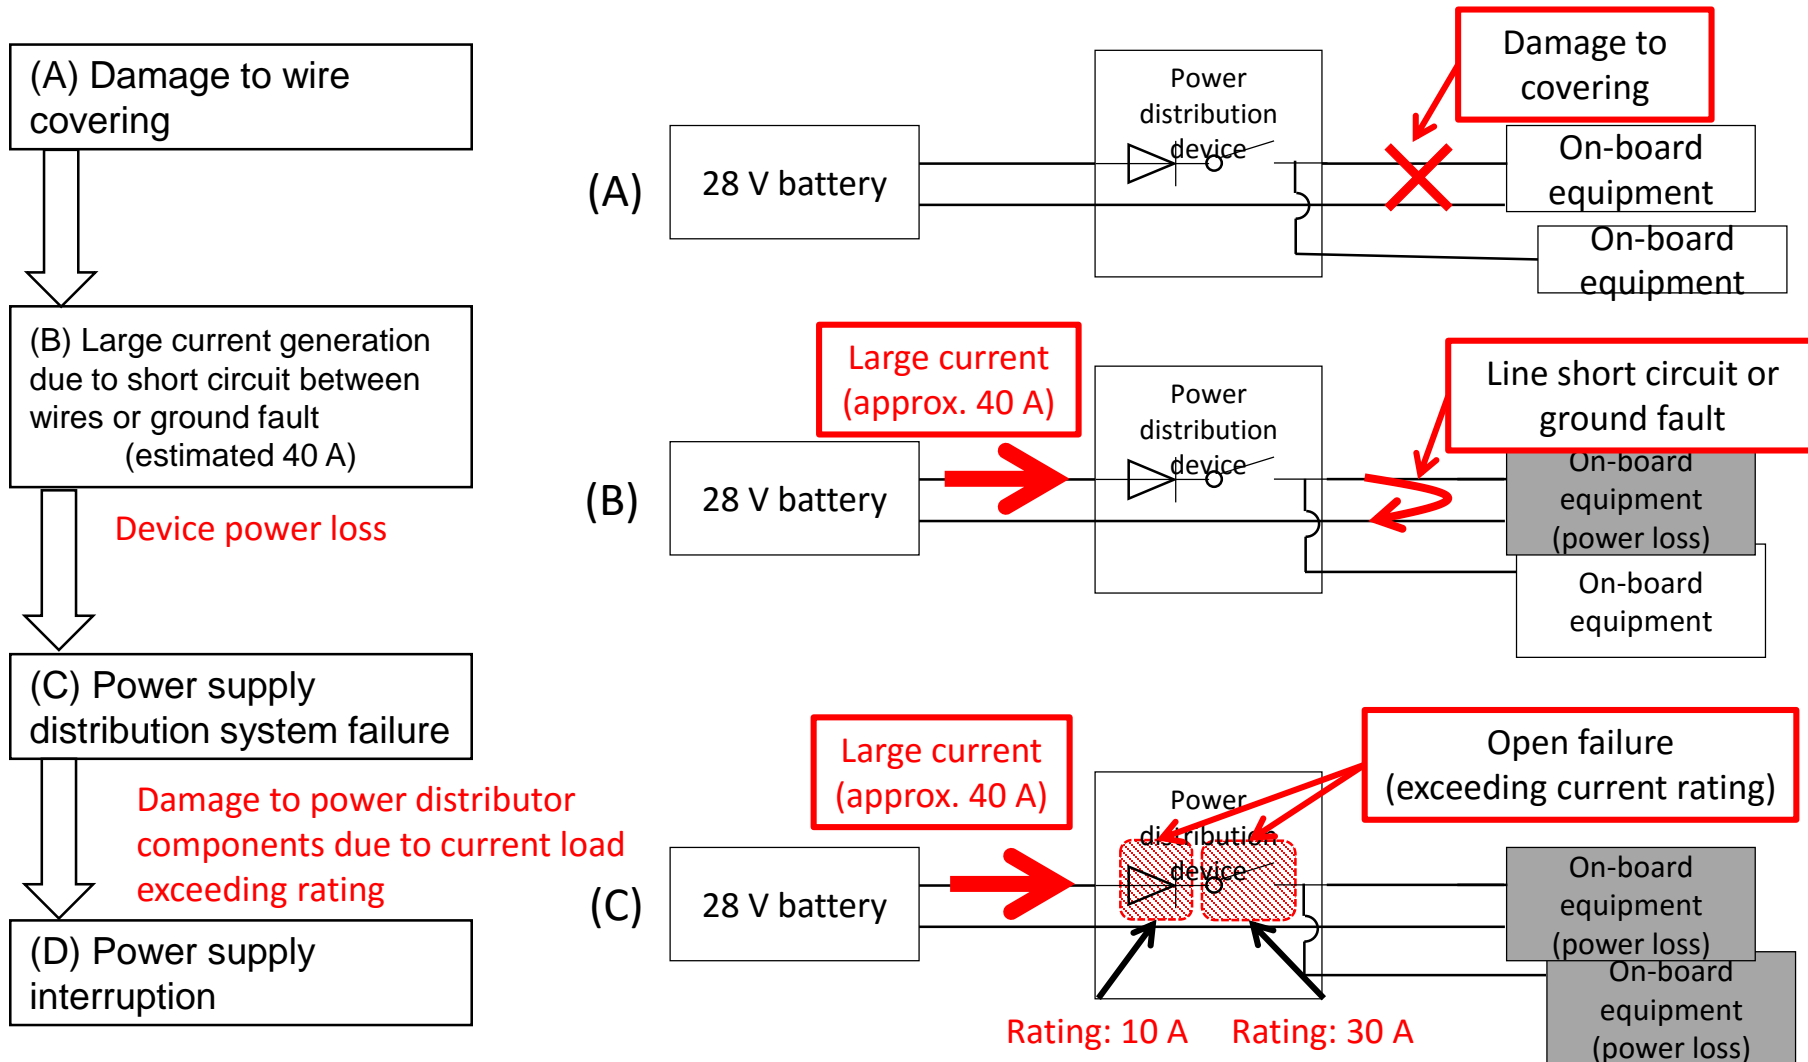 (A) Damage to wire
covering
(B) Large current generation
due to short circuit between
wires or ground fault
(estimated 40 A)
Device power loss
(C) Power supply
distribution system failure
Damage to power distributor
components due to current load
exceeding rating
(D) Power supply
interruption
(A)
28 V battery
Power
distribution
device
Damage to
covering
On-board
equipment
On-board
equipment
(B)
Large current
(approx. 40 A)
28 V battery
Power
distribution
device
Line short circuit or
ground fault
On-board
equipment
(power loss)
On-board
equipment
(C)
Large current
(approx. 40 A)
28 V battery
Power
distribution
device
Open failure
(exceeding current rating)
On-board
equipment
(power loss)
On-board
equipment
(power loss)
Rating: 10 A
Rating: 30 A